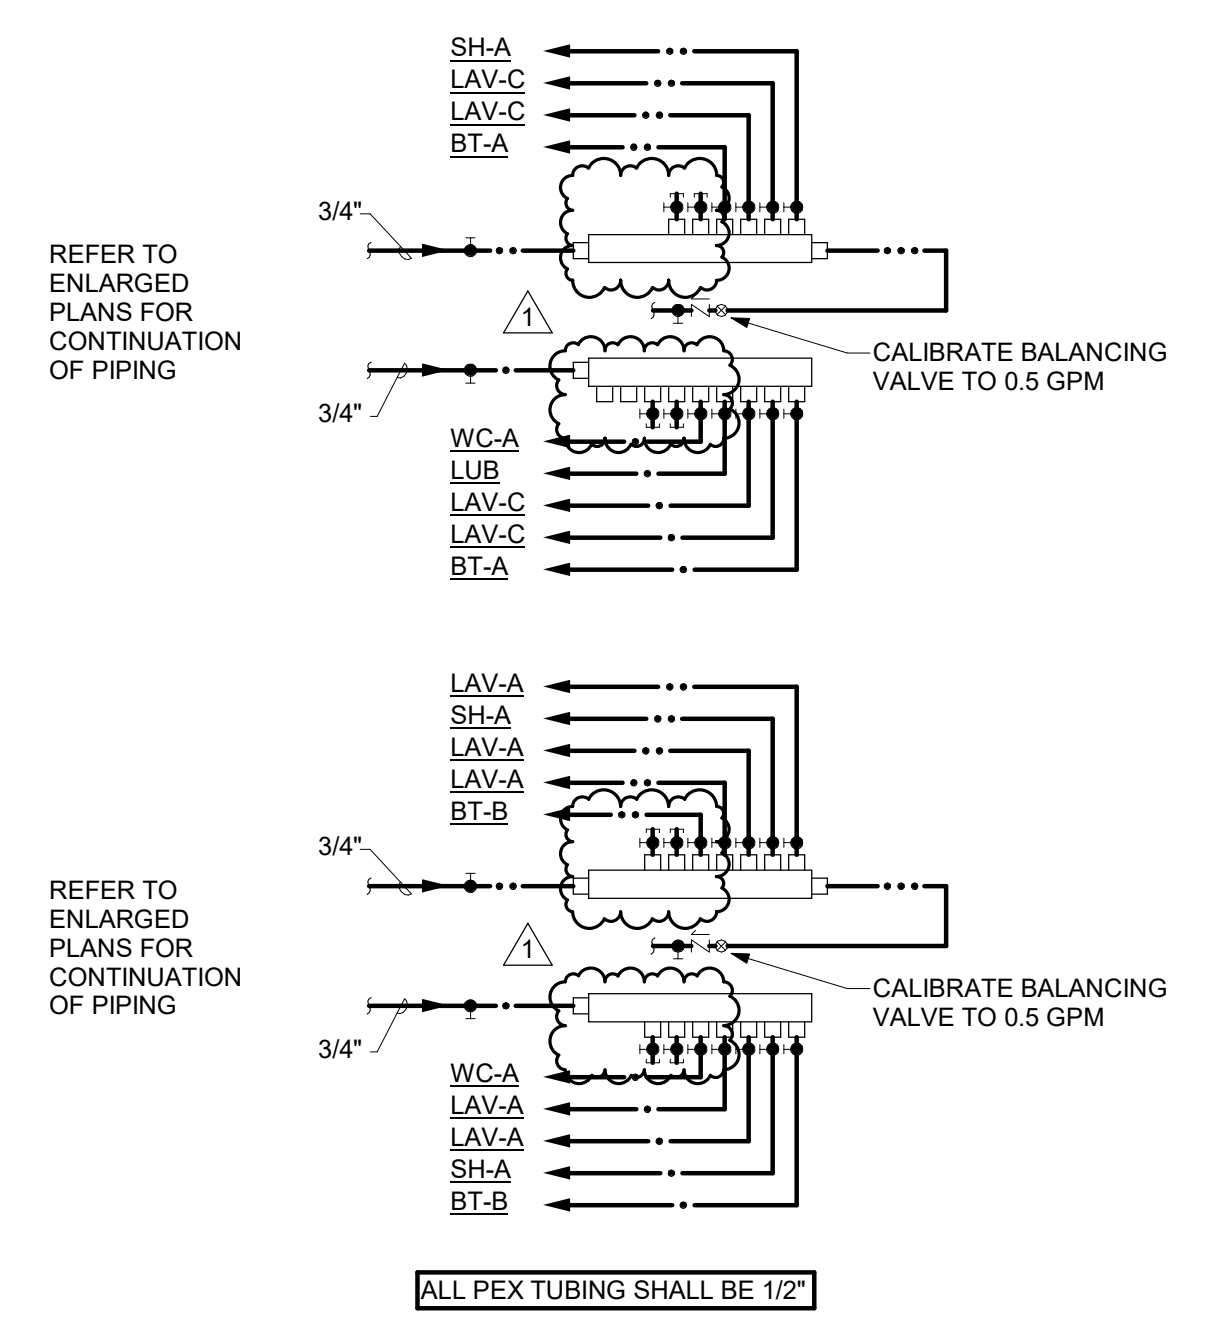 SH-A
LAV-C
LAV-C
BT-A
3/4"
REFER TO
ENLARGED
PLANS FOR
CONTINUATION
OF PIPING
1
CALIBRATE BALANCING
VALVE TO 0.5 GPM
3/4"
WC-A
LUB
LAV-C
LAV-C
BT-A
LAV-A
SH-A
LAV-A
LAV-A
BT-B
3/4"
REFER TO
ENLARGED
PLANS FOR
CONTINUATION
OF PIPING
1
CALIBRATE BALANCING
VALVE TO 0.5 GPM
3/4"
WC-A
LAV-A
LAV-A
SH-A
BT-B
ALL PEX TUBING SHALL BE 1/2"